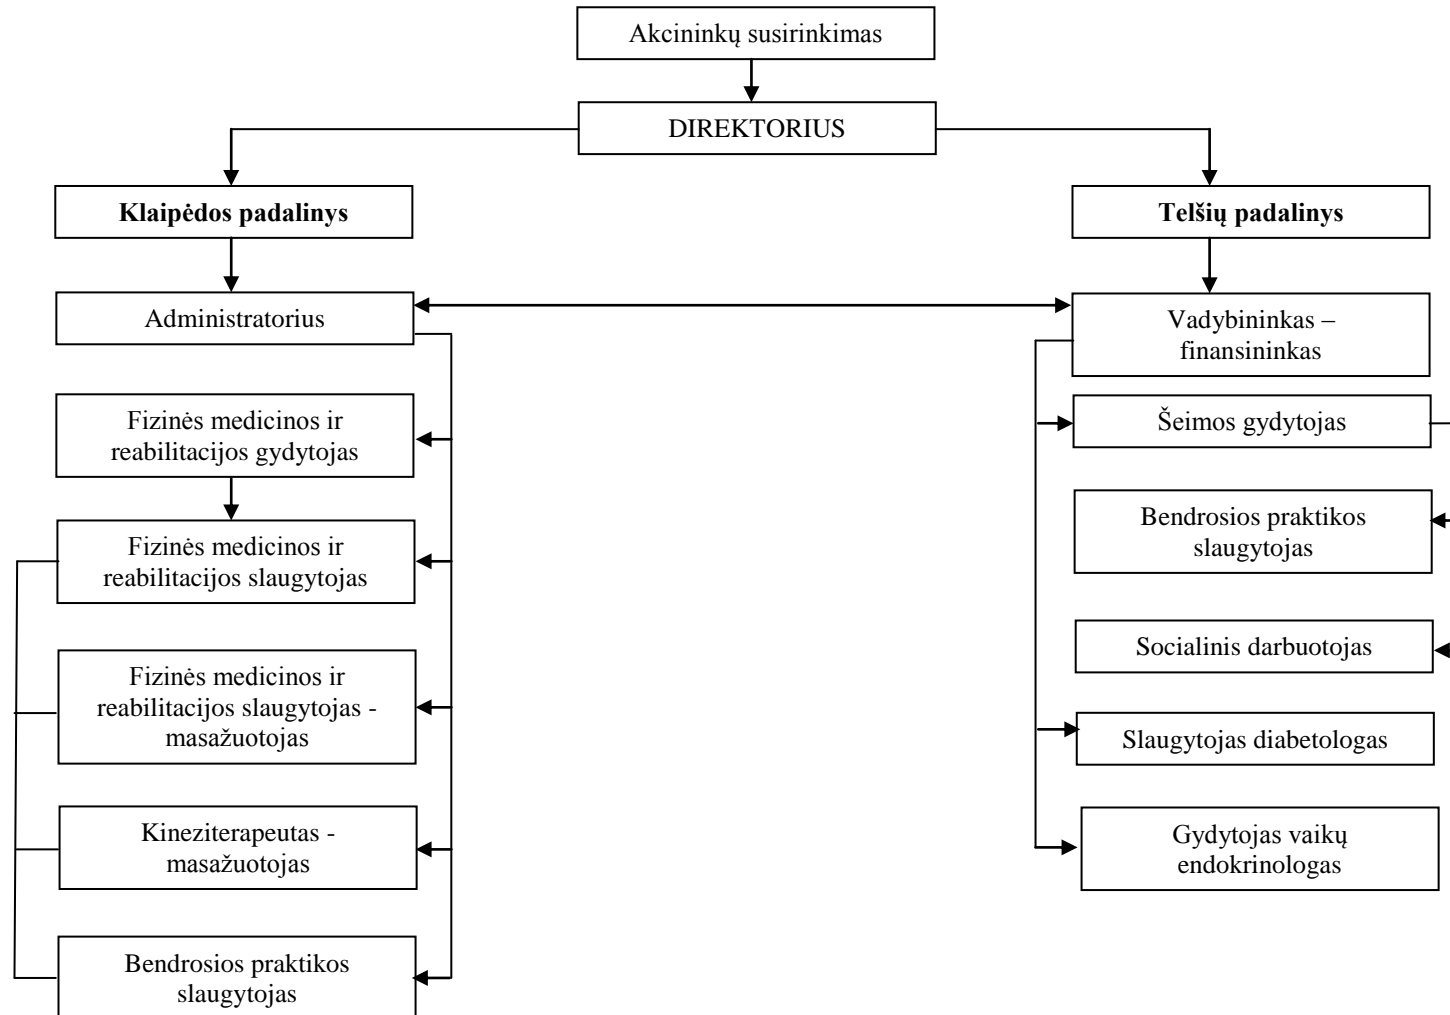 Akcininkų susirinkimas
DIREKTORIUS
Klaipėdos padalinys
Telšių padalinys
Administratorius
Vadybininkas –
finansininkas
Fizinės medicinos ir
reabilitacijos gydytojas
Šeimos gydytojas
Fizinės medicinos ir
reabilitacijos slaugytojas
Bendrosios praktikos
slaugytojas
Fizinės medicinos ir
reabilitacijos slaugytojas -
masažuotojas
Socialinis darbuotojas
Slaugytojas diabetologas
Kineziterapeutas -
masažuotojas
Gydytojas vaikų
endokrinologas
Bendrosios praktikos
slaugytojas